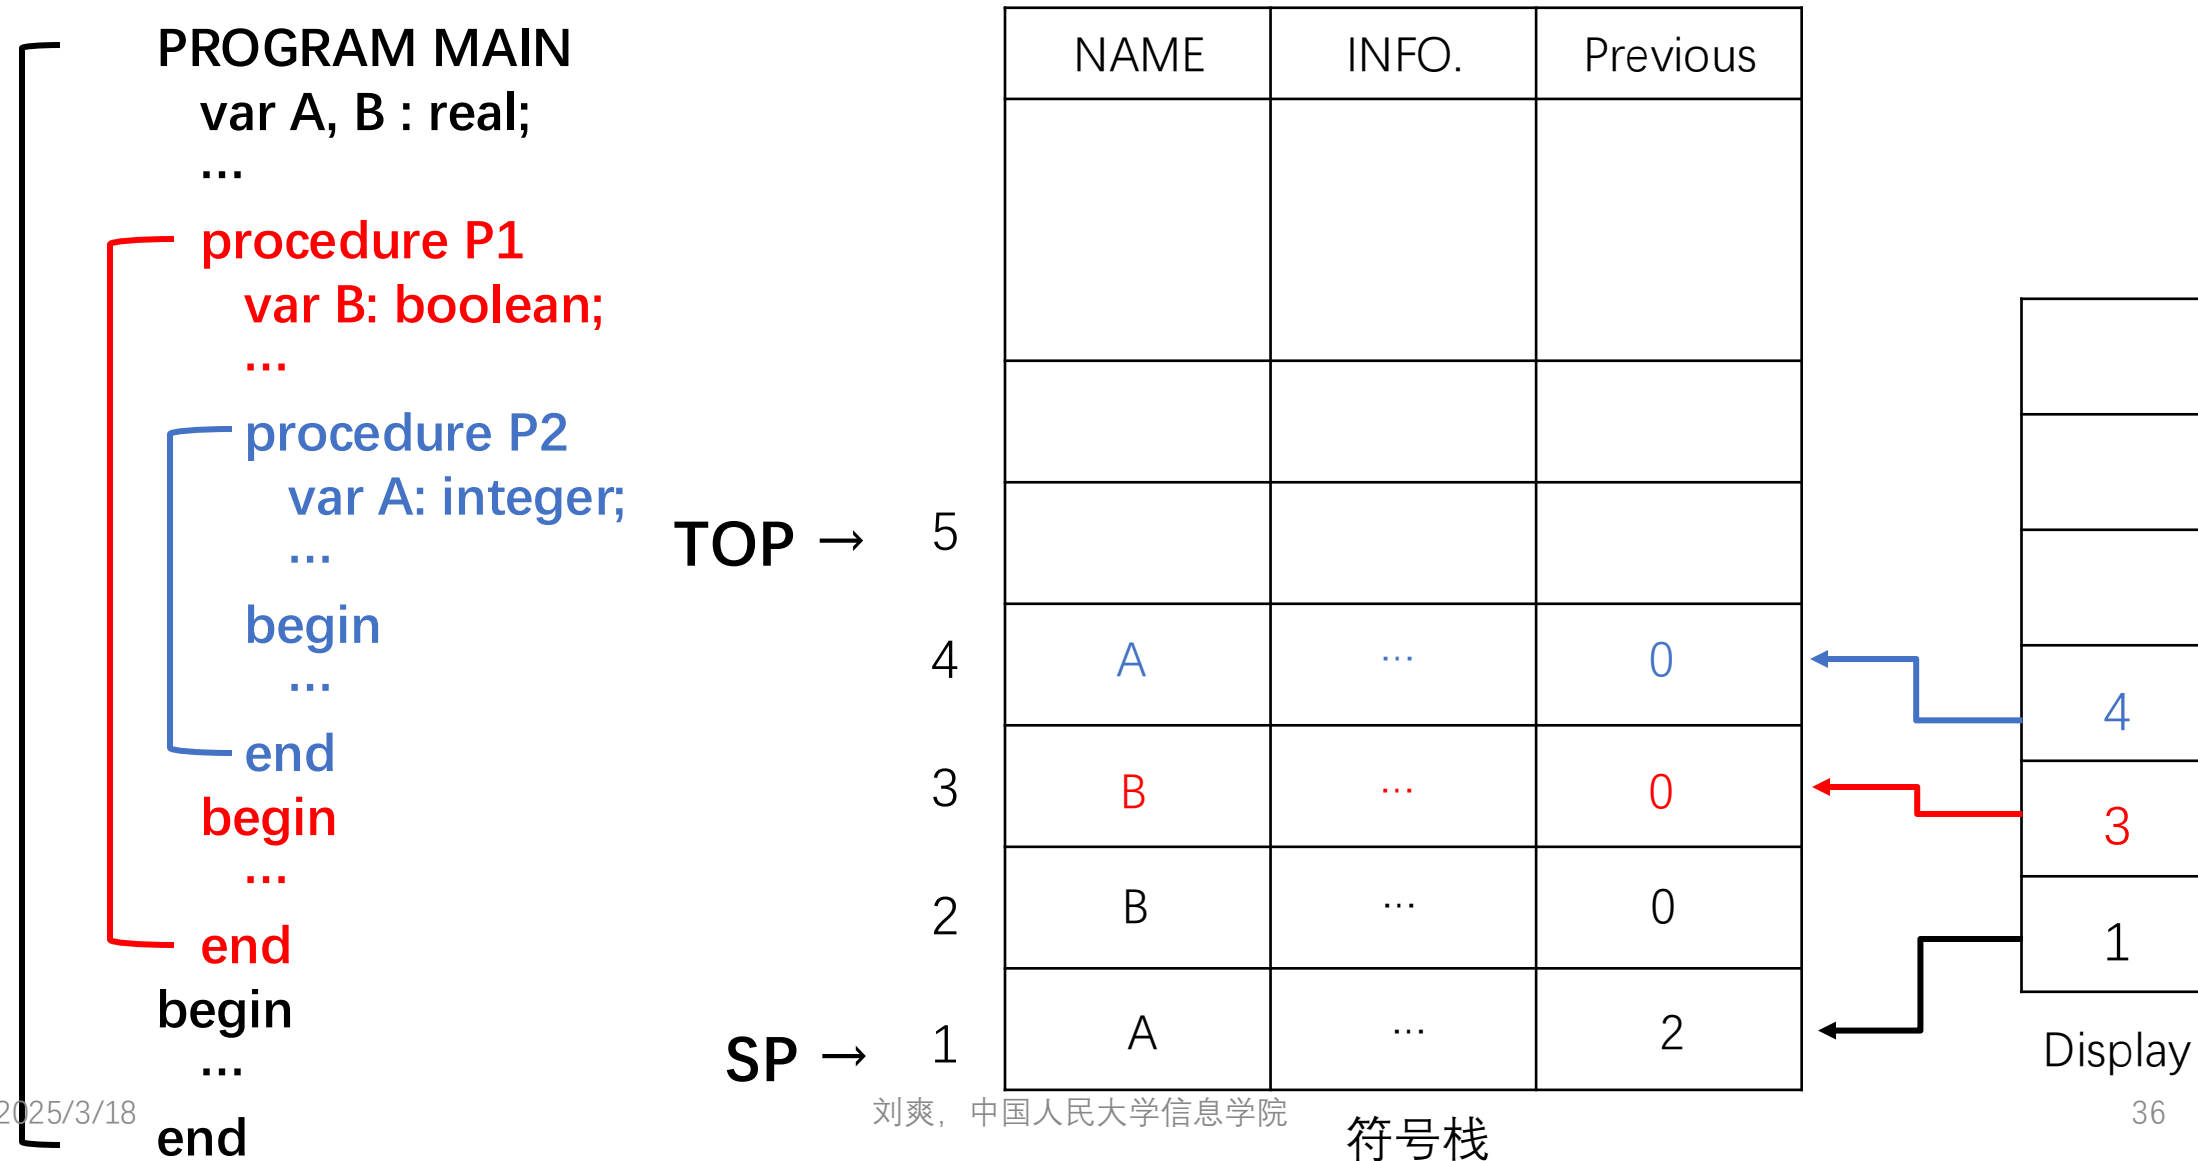 PROGRAM MAIN
var A, B : real;
...
procedure P1
var B: boolean;
...
procedure P2
var A: integer;
...
begin
...
end
begin
...
end
begin
...
end
TOP →
SP →
NAME INFO. Previous
5
4 A ... 0
3 B ... 0
2 B ... 0
1 A ... 2
符号栈
4
3
1
Display
2025/3/18
刘爽，中国人民大学信息学院
36